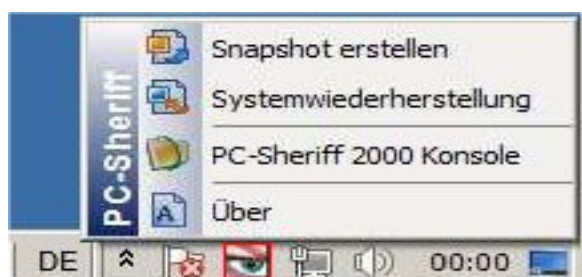 PC-Sheriff
Snapshot erstellen
Systemwiederherstellung
PC-Sheriff 2000 Konsole
Über
DE
00:00